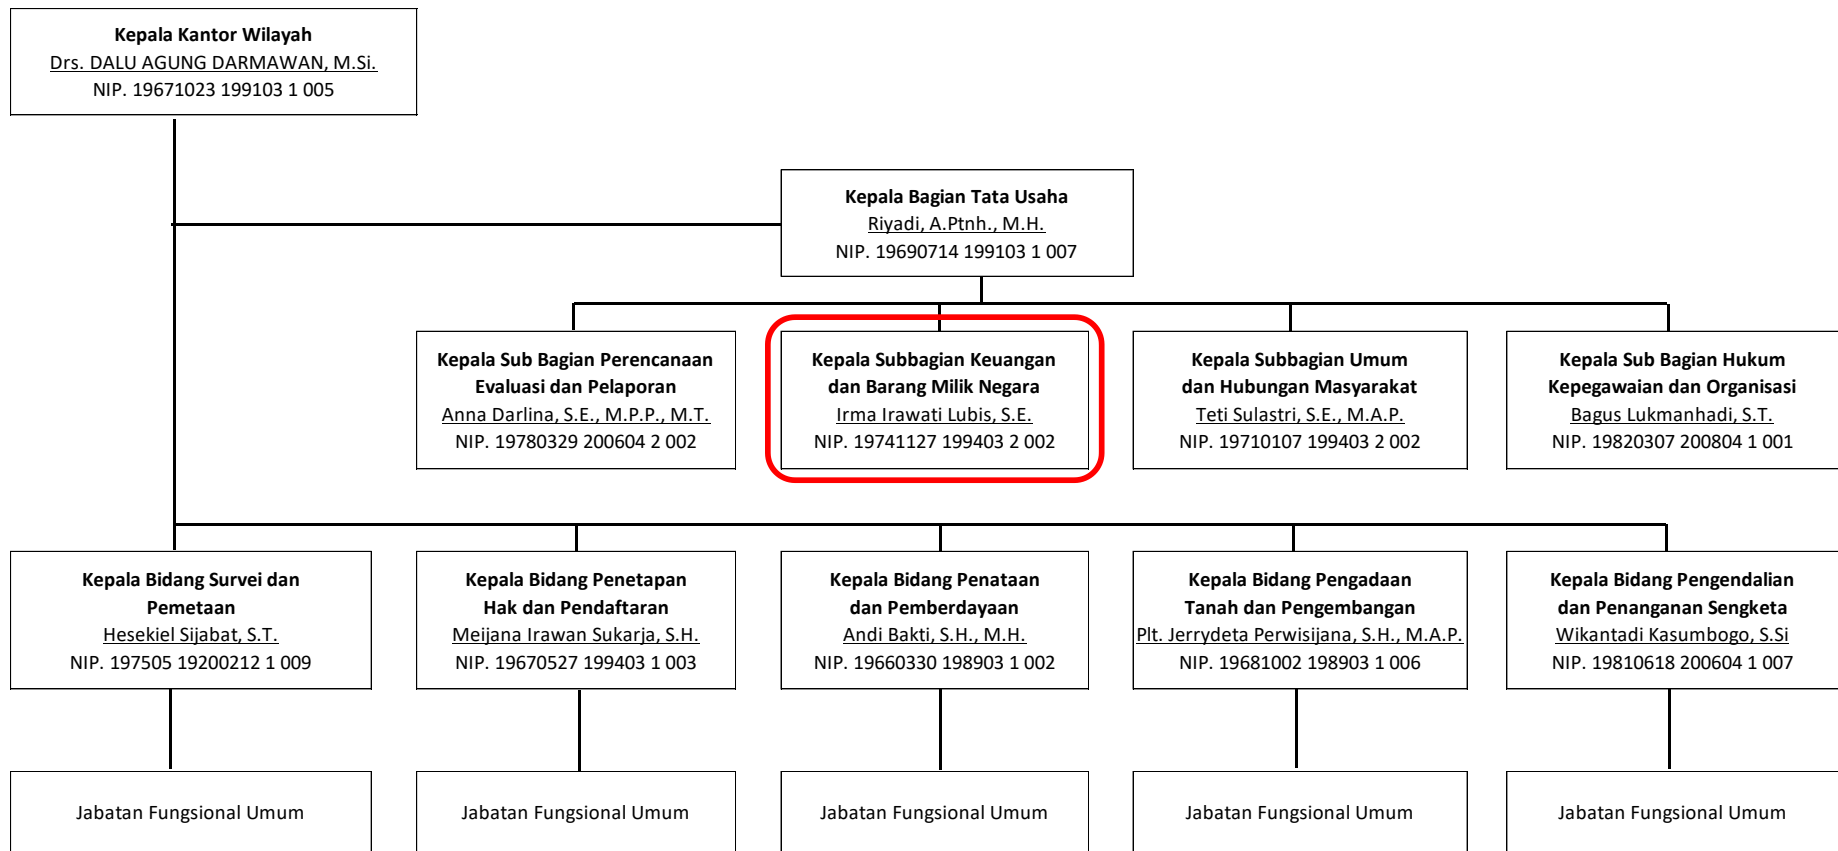 Kepala Kantor Wilayah
Drs. DALU AGUNG DARMAWAN, M.Si.
NIP. 19671023 199103 1 005
Kepala Bagian Tata Usaha
Riyadi, A.Ptnh., M.H.
NIP. 19690714 199103 1 007
Kepala Sub Bagian Perencanaan
Evaluasi dan Pelaporan
Anna Darlina, S.E., M.P.P., M.T.
NIP. 19780329 200604 2 002
Kepala Subbagian Keuangan
dan Barang Milik Negara
Irma Irawati Lubis, S.E.
NIP. 19741127 199403 2 002
Kepala Subbagian Umum
dan Hubungan Masyarakat
Teti Sulastri, S.E., M.A.P.
NIP. 19710107 199403 2 002
Kepala Sub Bagian Hukum
Kepegawaian dan Organisasi
Bagus Lukmanhadi, S.T.
NIP. 19820307 200804 1 001
Kepala Bidang Survei dan
Pemetaan
Hesekiel Sijabat, S.T.
NIP. 197505 19200212 1 009
Kepala Bidang Penetapan
Hak dan Pendaftaran
Meijana Irawan Sukarja, S.H.
NIP. 19670527 199403 1 003
Kepala Bidang Penataan
dan Pemberdayaan
Andi Bakti, S.H., M.H.
NIP. 19660330 198903 1 002
Kepala Bidang Pengadaan
Tanah dan Pengembangan
Plt. Jerrydeta Perwisijana, S.H., M.A.P.
NIP. 19681002 198903 1 006
Kepala Bidang Pengendalian
dan Penanganan Sengketa
Wikantadi Kasumbogo, S.Si
NIP. 19810618 200604 1 007
Jabatan Fungsional Umum
Jabatan Fungsional Umum
Jabatan Fungsional Umum
Jabatan Fungsional Umum
Jabatan Fungsional Umum